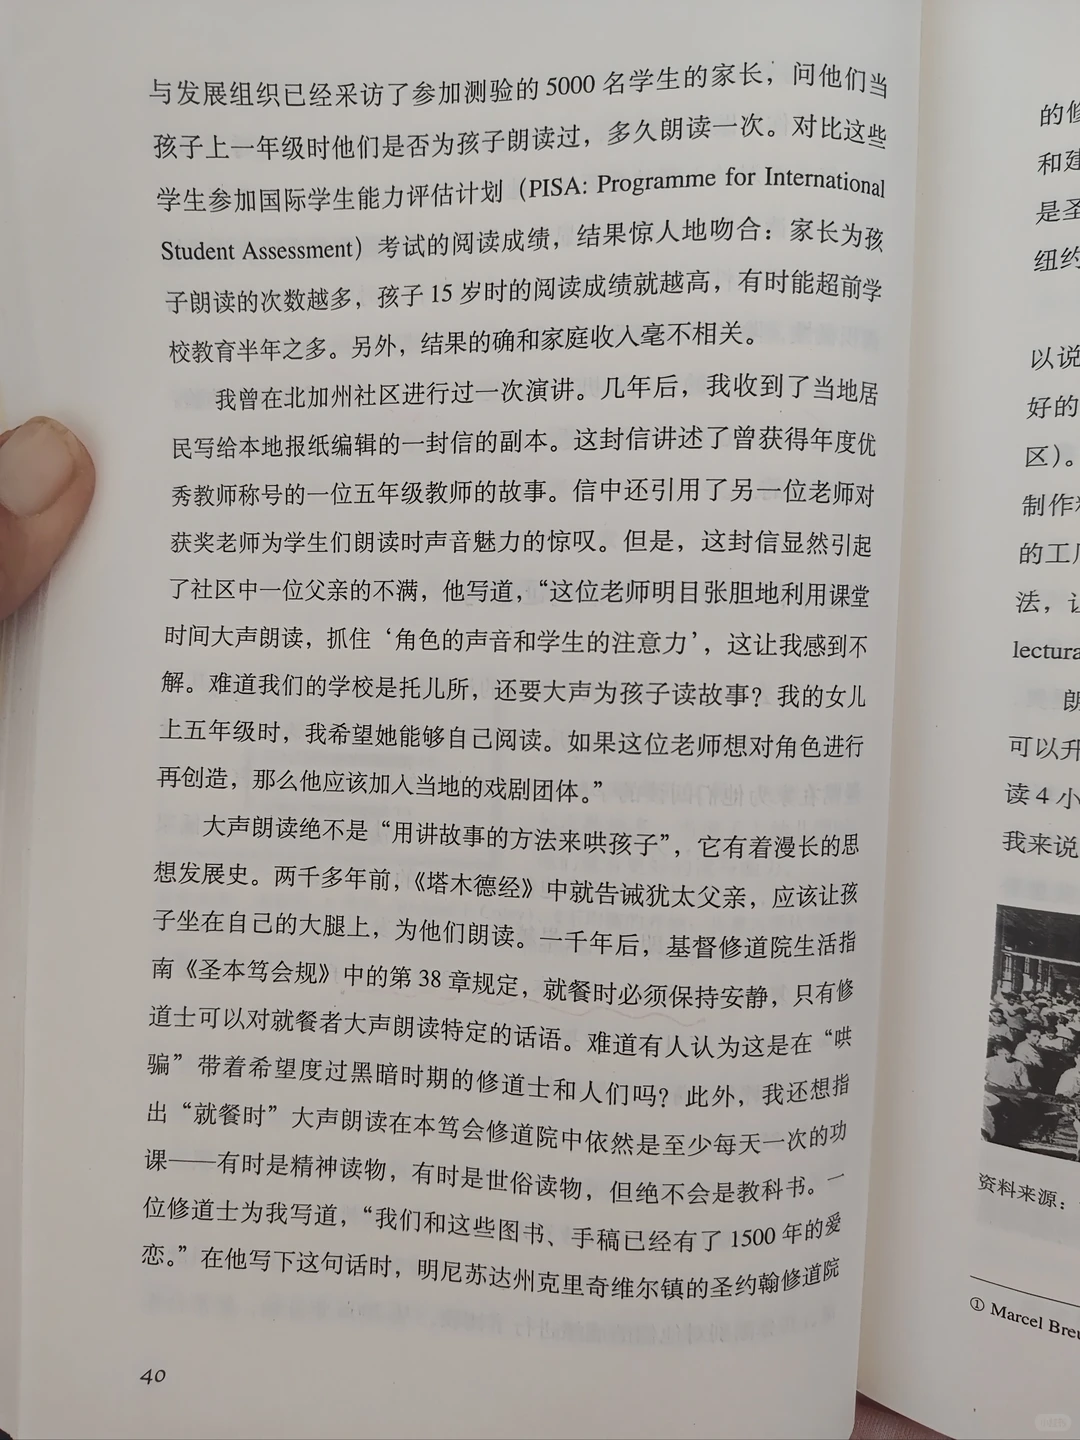 与发展组织已经采访了参加测验的 5000 名学生的家长，问他们当
孩子上一年级时他们是否为孩子朗读过，多久朗读一次。对比这些
学生参加国际学生能力评估计划（PISA: Programme for International
Student Assessment）考试的阅读成绩，结果惊人地吻合：家长为孩
子朗读的次数越多，孩子 15 岁时的阅读成绩就越高，有时能超前学
校教育半年之多。另外，结果的确和家庭收入毫不相关。
我曾在北加州社区进行过一次演讲。几年后，我收到了当地居
民写给本地报纸编辑的一封信的副本。这封信讲述了曾获得年度优
秀教师称号的一位五年级教师的故事。信中还引用了另一位老师对
获奖老师为学生们朗读时声音魅力的惊叹。但是，这封信显然引起
了社区中一位父亲的不满，他写道，“这位老师明目张胆地利用课堂
时间大声朗读，抓住‘角色的声音和学生的注意力’，这让我感到不
解。难道我们的学校是托儿所，还要大声为孩子读故事？我的女儿
上五年级时，我希望她能够自己阅读。如果这位老师想对角色进行
再创造，那么他应该加入当地的戏剧团体。”
大声朗读绝不是“用讲故事的方法来哄孩子”，它有着漫长的思
想发展史。两千多年前，《塔木德经》中就告诫犹太父亲，应该让孩
子坐在自己的大腿上，为他们朗读。一千年后，基督修道院生活指
南《圣本笃会规》中的第 38 章规定，就餐时必须保持安静，只有修
道士可以对就餐者大声朗读特定的话语。难道有人认为这是在“哄
骗”带着希望度过黑暗时期的修道士和人们吗？此外，我还想指
出“就餐时”大声朗读在本笃会修道院中依然是至少每天一次的功
课——有时是精神读物，有时是世俗读物，但绝不会是教科书。一
位修道士为我写道，“我们和这些图书、手稿已经有了 1500 年的爱
恋。”在他写下这句话时，明尼苏达州克里奇维尔镇的圣约翰修道院
40
的修
和建
是圣
纽约
以说
好的
区）。
制作
的工
法，让
lectura
朗
可以升
读 4 小
我来说
资料来源：
① Marcel Breu